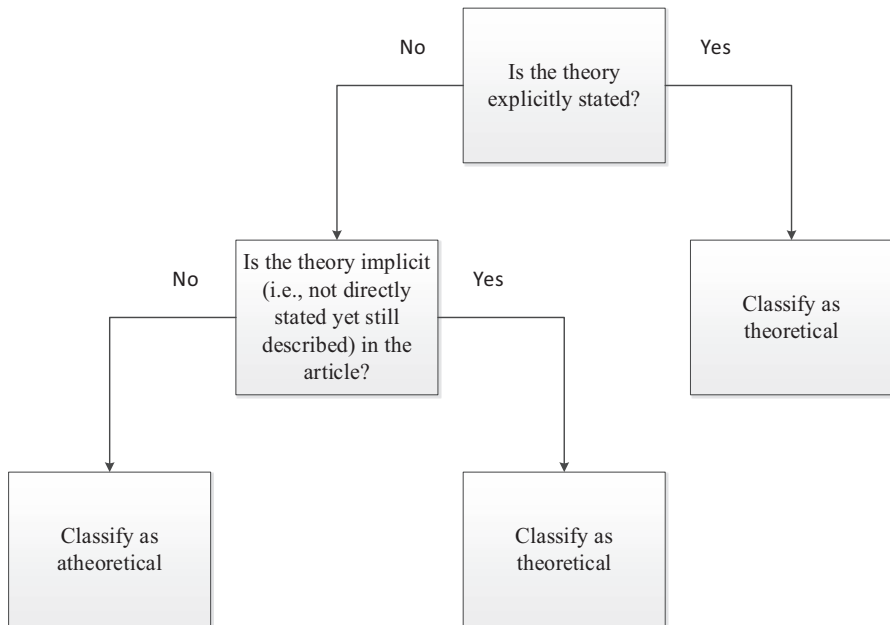 No
Yes
Is the theory
explicitly stated?
No
Yes
Is the theory implicit
(i.e., not directly
stated yet still
described) in the
article?
Classify as
theoretical
Classify as
atheoretical
Classify as
theoretical